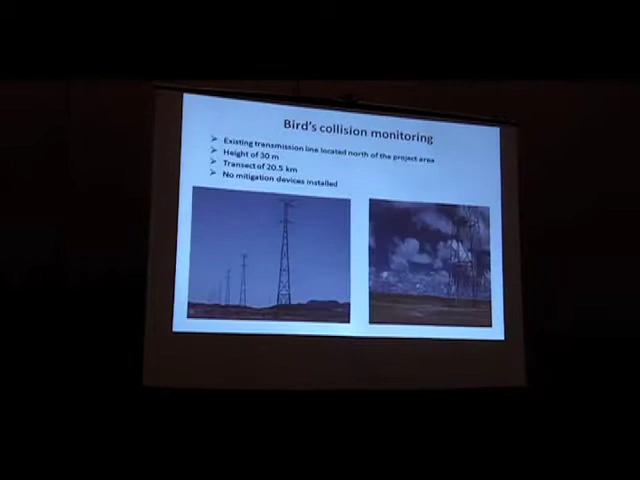 Bird's collision monitoring
➢ Existing transmission line located north of the project area
➢ Height of 30 m
➢ Transect of 20.5 km
➢ No mitigation devices installed